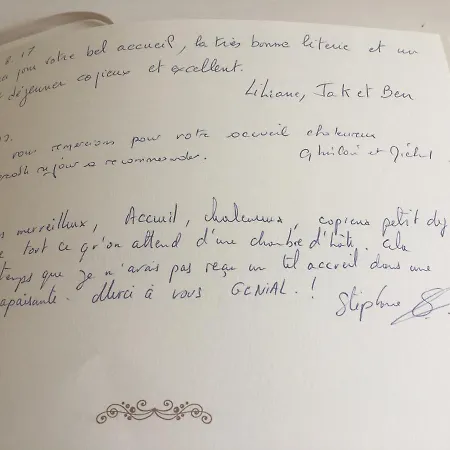 6.17
pour votre bel accueil, la très bonne literie et un
déjeuner copieux et excellent.
Liliane, Jak et Ben
vous remercions pour votre accueil chaleureux
séjour a recommander. et Michel
merveilleux, Accueil, chaleureux, copieux petit dej
tout ce qu'on attend d'une chambre d'hôte. Cela
temps que je n'avais pas reçu un tel accueil dans une
apaisante. Merci à vous GENIAL. !
Stéphane